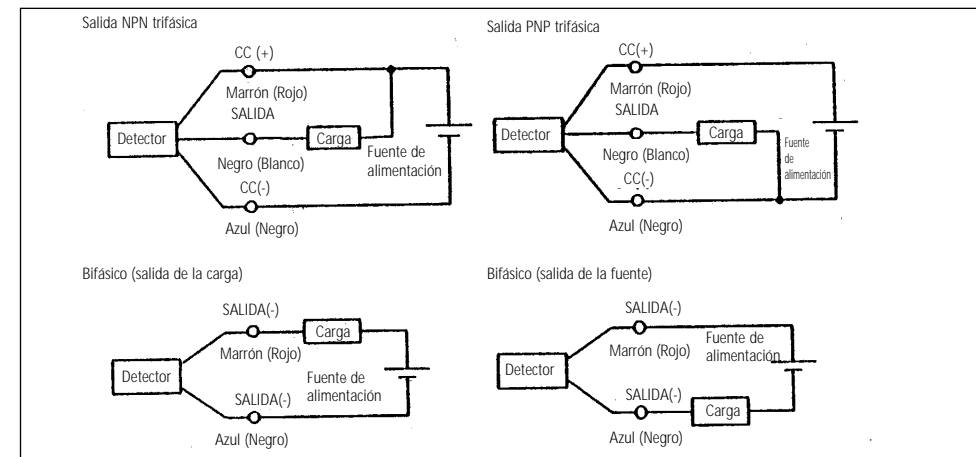 Salida NPN trifásica
CC (+)
Marrón (Rojo)
SALIDA
Detector
Carga
Negro (Blanco)
Fuente de
alimentación
CC(-)
Azul (Negro)
Salida PNP trifásica
CC(+)
Marrón (Rojo)
SALIDA
Detector
Carga
Negro (Blanco)
Fuente
de
alimentación
CC(-)
Azul (Negro)
Bifásico (salida de la carga)
SALIDA(-)
Carga
Marrón (Rojo)
Detector
Fuente de
alimentación
SALIDA(-)
Azul (Negro)
Bifásico (salida de la fuente)
SALIDA(-)
Fuente de
alimentación
Marrón (Rojo)
Detector
SALIDA(-)
Carga
Azul (Negro)